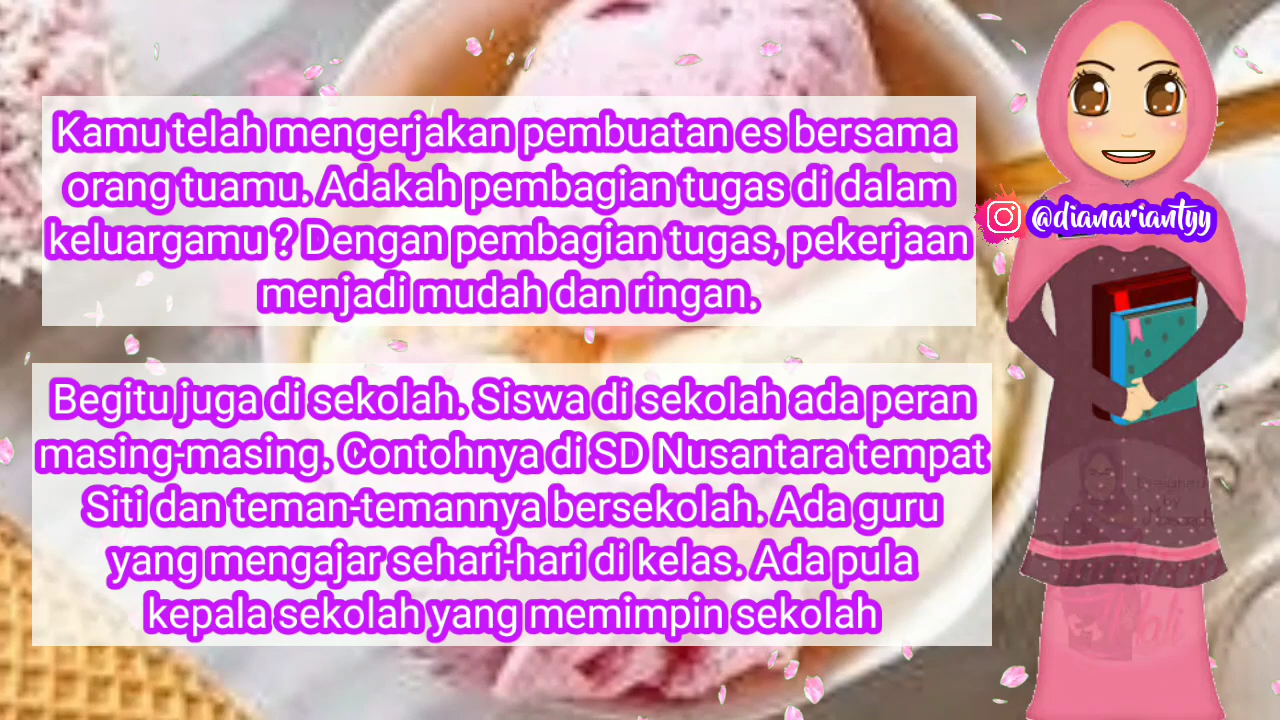 Kamu telah mengerjakan pembuatan es bersama
orang tuamu. Adakah pembagian tugas di dalam
keluargamu ? Dengan pembagian tugas, pekerjaan
menjadi mudah dan ringan.
@dianariantyy
Begitu juga di sekolah. Siswa di sekolah ada peran
masing-masing. Contohnya di SD Nusantara tempat
Siti dan teman-temannya bersekolah. Ada guru
yang mengajar sehari-hari di kelas. Ada pula
kepala sekolah yang memimpin sekolah